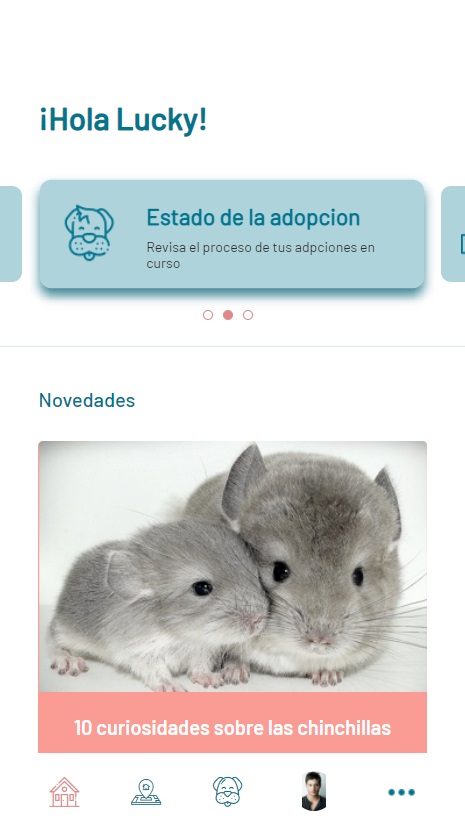 ¡Hola Lucky!
Estado de la adopcion
Revisa el proceso de tus adpciones en
curso
Novedades
10 curiosidades sobre las chinchillas